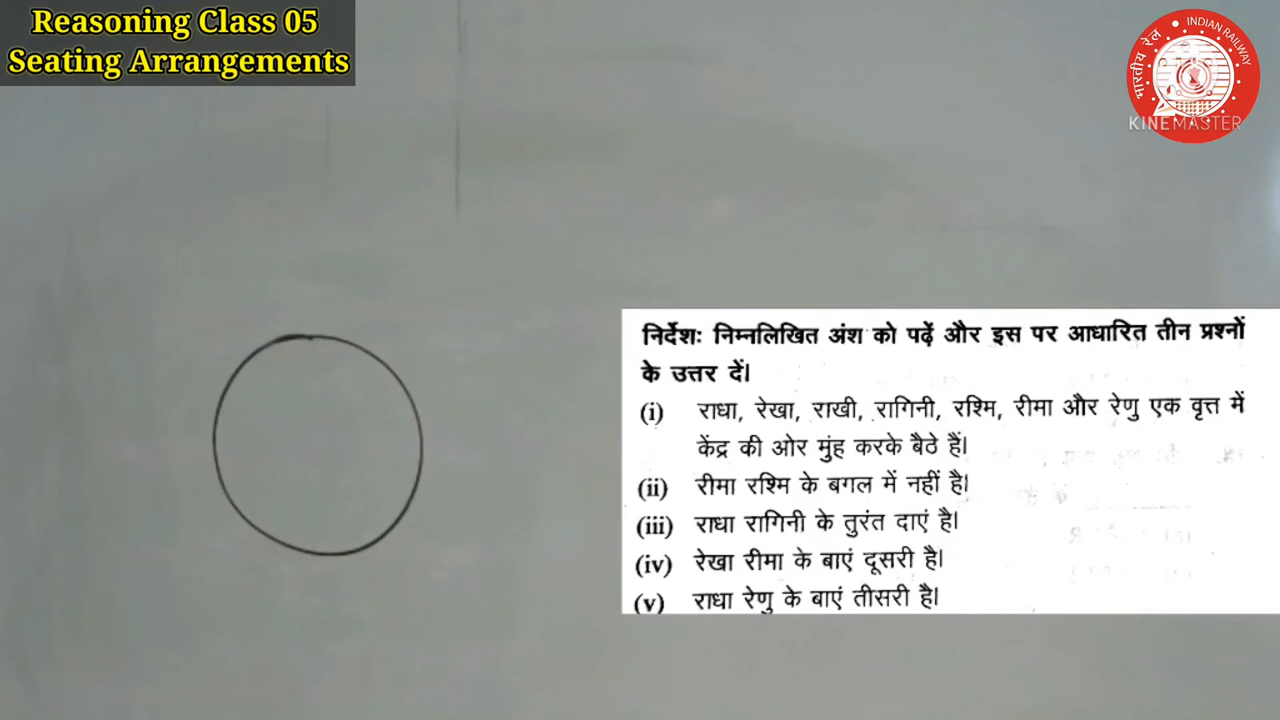 Reasoning Class 05
Seating Arrangements
भारतीय रेल INDIAN RAILWAY
KINEMASTER
निर्देशः निम्नलिखित अंश को पढ़ें और इस पर आधारित तीन प्रश्नों
के उत्तर दें।
(i) राधा, रेखा, राखी, रागिनी, रश्मि, रीमा और रेणु एक वृत्त में
केंद्र की ओर मुंह करके बैठे हैं।
(ii) रीमा रश्मि के बगल में नहीं है।
(iii) राधा रागिनी के तुरंत दाएं है।
(iv) रेखा रीमा के बाएं दूसरी है।
(v) राधा रेणु के बाएं तीसरी है।